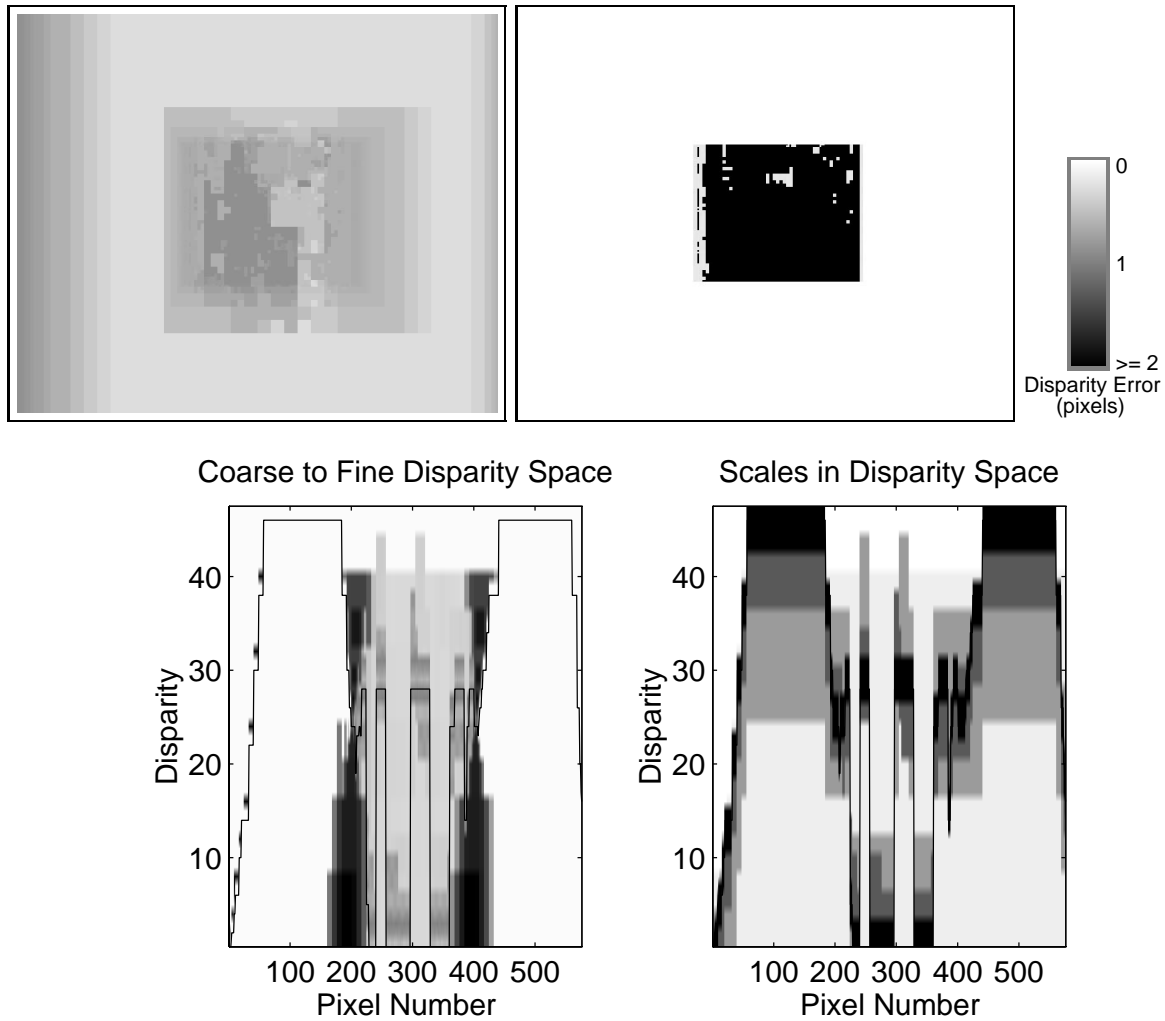 0
1
>= 2
Disparity Error
(pixels)
Coarse to Fine Disparity Space
Disparity
40
30
20
10
100 200 300 400 500
Pixel Number
Scales in Disparity Space
Disparity
40
30
20
10
100 200 300 400 500
Pixel Number